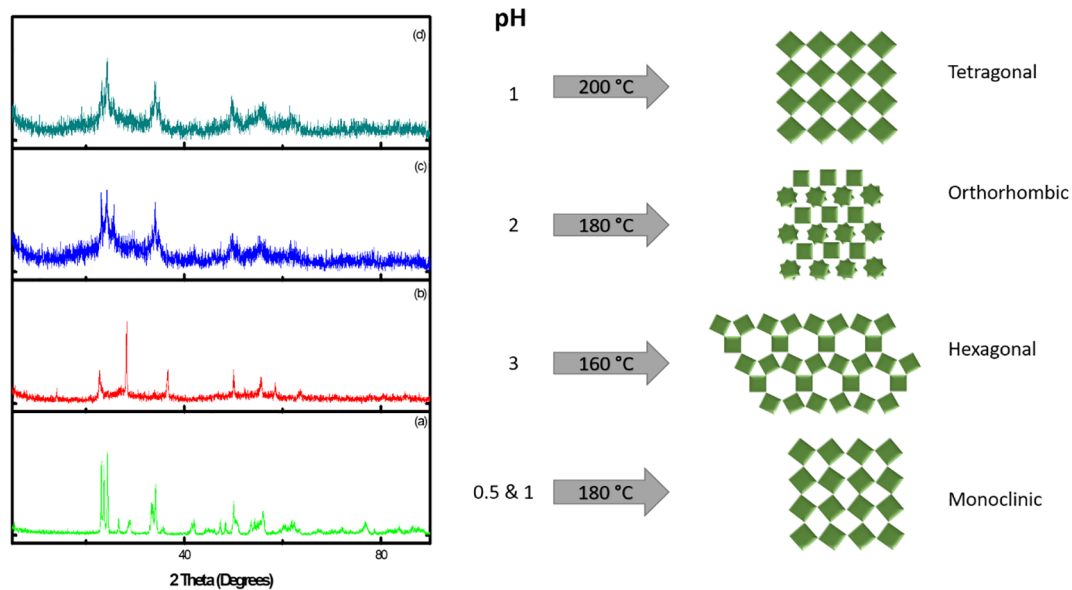 (d)
(c)
(b)
(a)
40 80
2 Theta (Degrees)
pH
1 200 °C Tetragonal
2 180 °C Orthorhombic
3 160 °C Hexagonal
0.5 & 1 180 °C Monoclinic